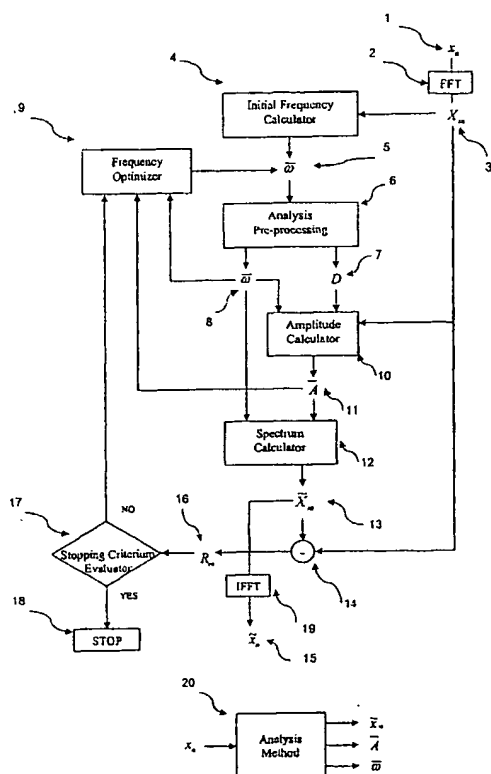 1
x_n
2
FFT
4
X_m
3
Initial Frequency
Calculator
9
5
ω̅
Frequency
Optimizer
6
Analysis
Pre-processing
7
ω̅
D
8
Amplitude
Calculator
10
A̅
11
Spectrum
Calculator
12
X̃_m
13
17
NO
16
Stopping Criterium
Evaluator
R_m
-
14
YES
18
STOP
IFFT
19
x̃_n
15
20
x_n
Analysis
Method
x̃_n
A̅
ω̅